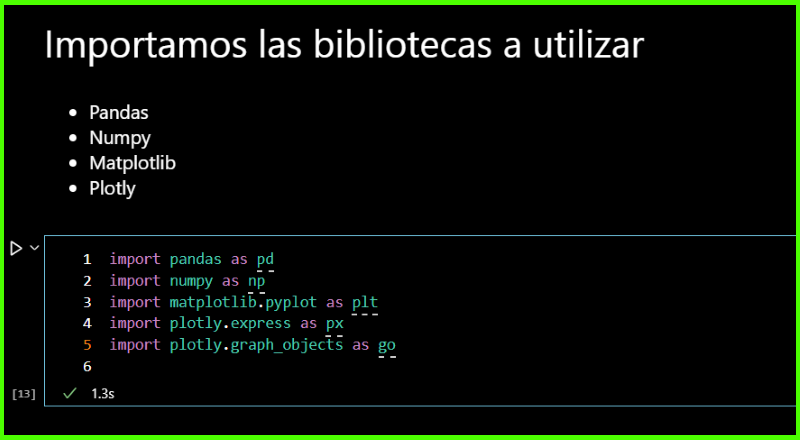 Importamos las bibliotecas a utilizar
• Pandas
• Numpy
• Matplotlib
• Plotly
1 import pandas as pd
2 import numpy as np
3 import matplotlib.pyplot as plt
4 import plotly.express as px
5 import plotly.graph_objects as go
6
[13] ✓ 1.3s